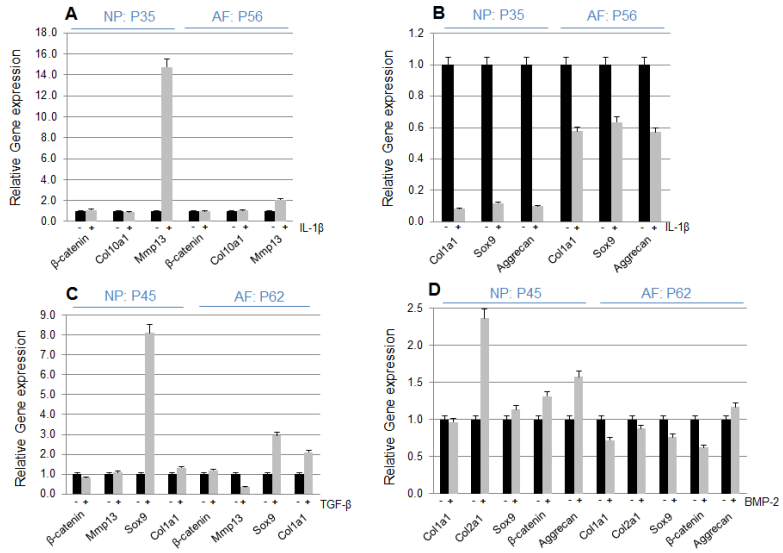 A
NP: P35 AF: P56
Relative Gene expression
18.0
16.0
14.0
12.0
10.0
8.0
6.0
4.0
2.0
0.0
- + - + - + - + - + - + IL-1β
β-catenin Col10a1 Mmp13 β-catenin Col10a1 Mmp13
B
NP: P35 AF: P56
Relative Gene expression
1.2
1.0
0.8
0.6
0.4
0.2
0.0
- + - + - + - + - + - + IL-1β
Col1a1 Sox9 Aggrecan Col1a1 Sox9 Aggrecan
C
NP: P45 AF: P62
Relative Gene expression
9.0
8.0
7.0
6.0
5.0
4.0
3.0
2.0
1.0
0.0
- + - + - + - + - + - + - + - + TGF-β
β-catenin Mmp13 Sox9 Col1a1 β-catenin Mmp13 Sox9 Col1a1
D
NP: P45 AF: P62
Relative Gene expression
2.5
2.0
1.5
1.0
0.5
0.0
- + - + - + - + - + - + - + - + - + - + BMP-2
Col1a1 Col2a1 Sox9 β-catenin Aggrecan Col1a1 Col2a1 Sox9 β-catenin Aggrecan